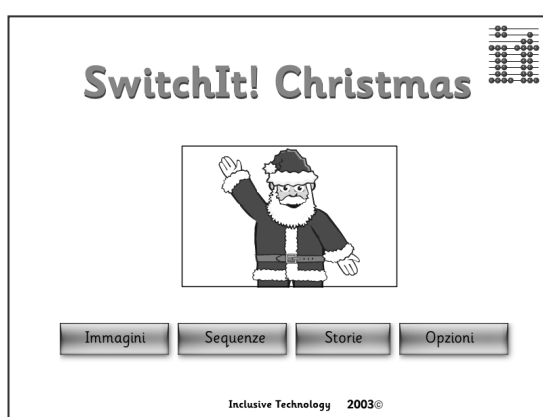 SwitchIt! Christmas
Immagini Sequenze Storie Opzioni
Inclusive Technology 2003©